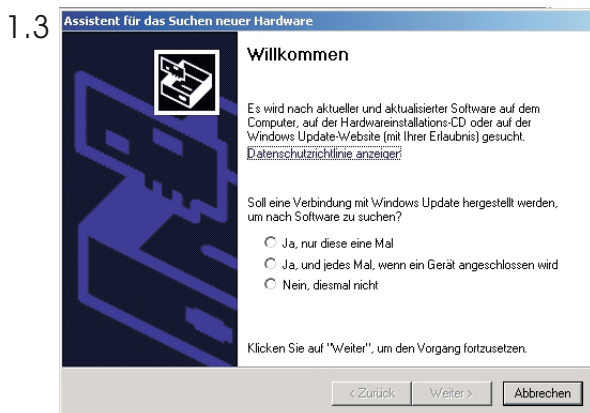 1.3
Assistent für das Suchen neuer Hardware
Willkommen
Es wird nach aktueller und aktualisierter Software auf dem
Computer, auf der Hardwareinstallations-CD oder auf der
Windows Update-Website (mit Ihrer Erlaubnis) gesucht.
Datenschutzrichtlinie anzeigen
Soll eine Verbindung mit Windows Update hergestellt werden,
um nach Software zu suchen?
Ja, nur diese eine Mal
Ja, und jedes Mal, wenn ein Gerät angeschlossen wird
Nein, diesmal nicht
Klicken Sie auf "Weiter", um den Vorgang fortzusetzen.
< Zurück Weiter > Abbrechen